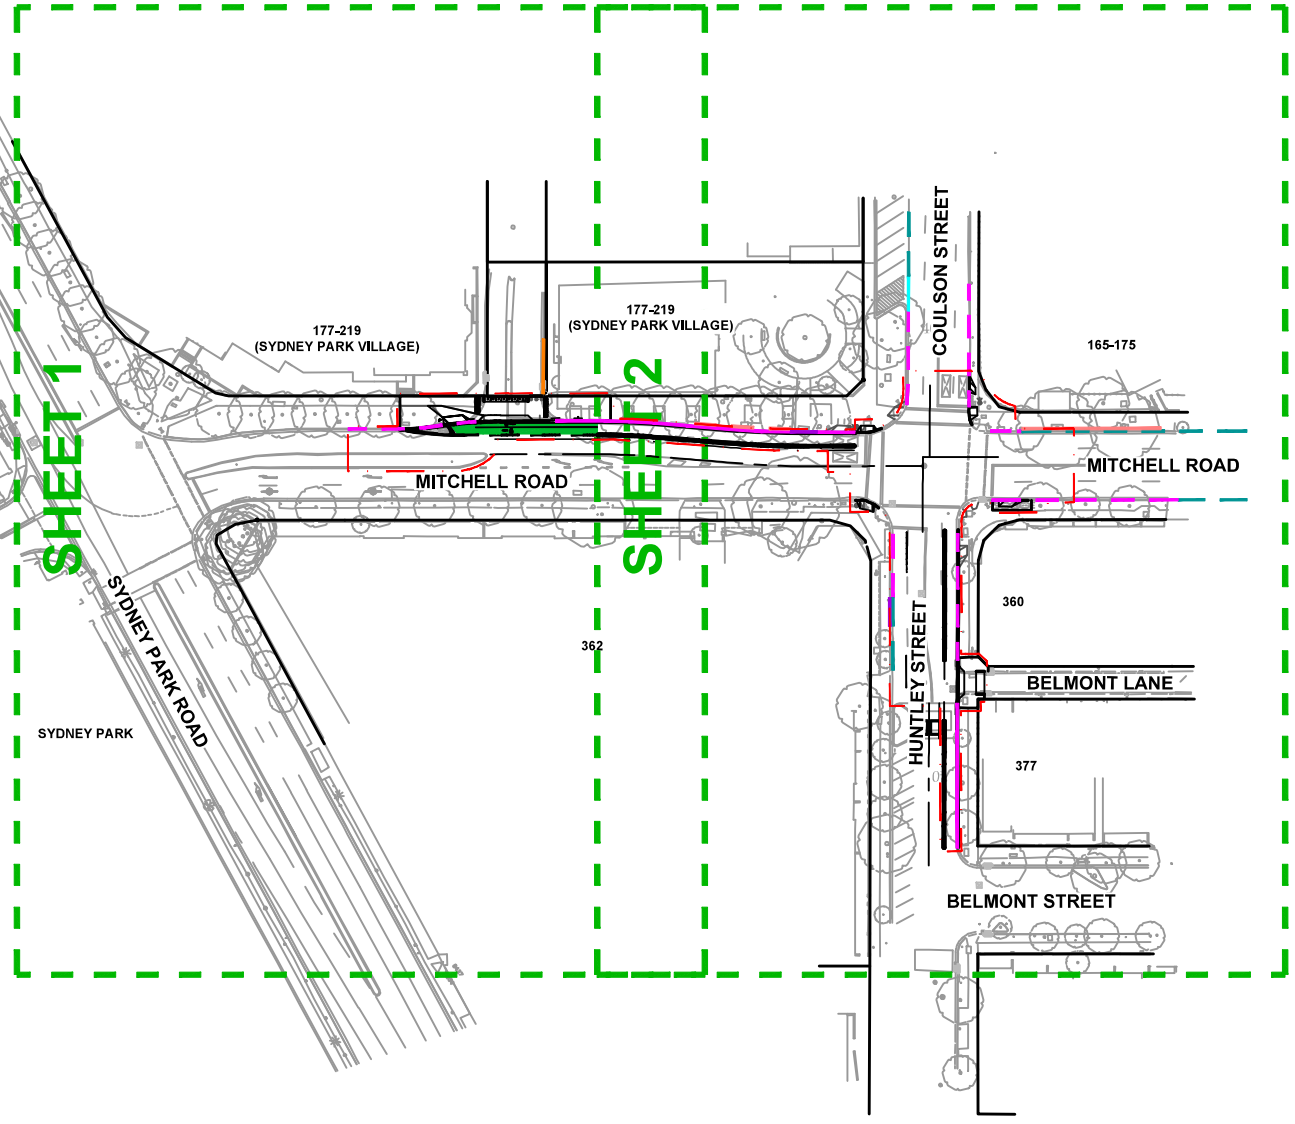 SHEET 1
SHEET 2
COULSON STREET
177-219
(SYDNEY PARK VILLAGE)
177-219
(SYDNEY PARK VILLAGE)
165-175
MITCHELL ROAD
MITCHELL ROAD
SYDNEY PARK ROAD
HUNTLEY STREET
360
362
BELMONT LANE
SYDNEY PARK
377
BELMONT STREET